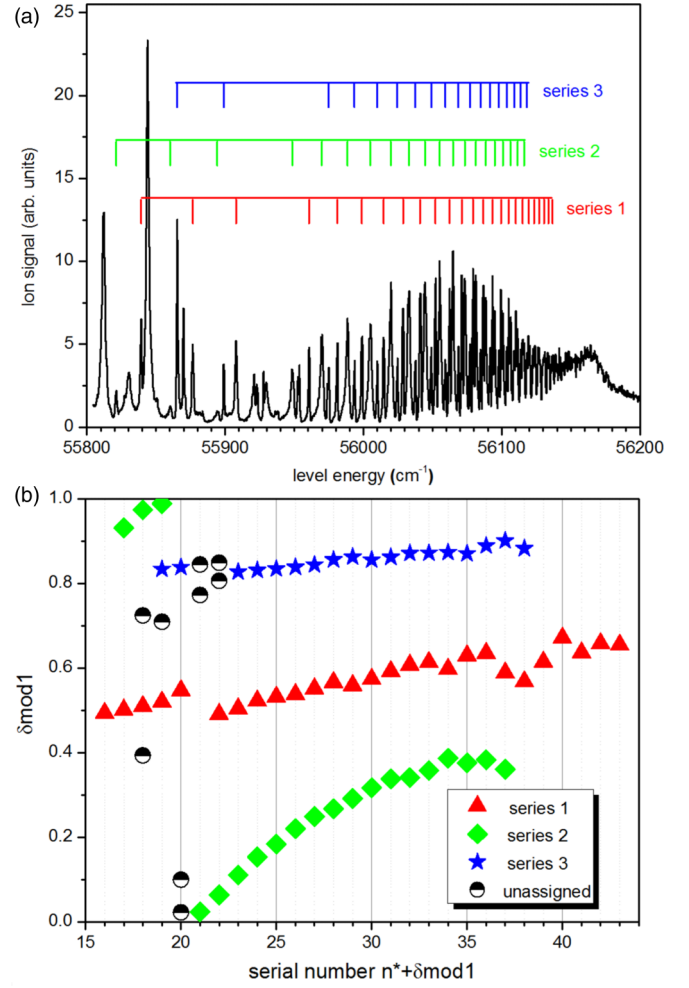 (a)
25
20
15
10
5
0
Ion signal (arb. units)
series 3
series 2
series 1
55800 55900 56000 56100 56200
level energy (cm-1)
(b)
1.0
0.8
0.6
0.4
0.2
0.0
δmod1
series 1
series 2
series 3
unassigned
15 20 25 30 35 40
serial number n*+δmod1